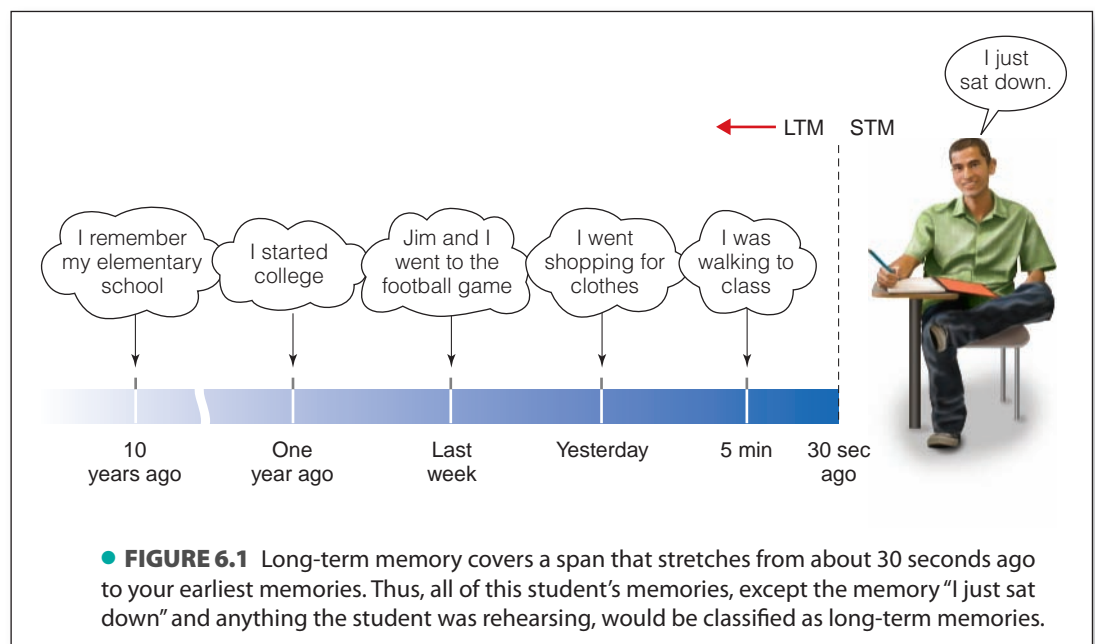 I just
sat down.
LTM
STM
I remember
my elementary
school
I started
college
Jim and I
went to the
football game
I went
shopping for
clothes
I was
walking to
class
10
years ago
One
year ago
Last
week
Yesterday
5 min
30 sec
ago
● FIGURE 6.1 Long-term memory covers a span that stretches from about 30 seconds ago
to your earliest memories. Thus, all of this student’s memories, except the memory “I just sat
down” and anything the student was rehearsing, would be classified as long-term memories.